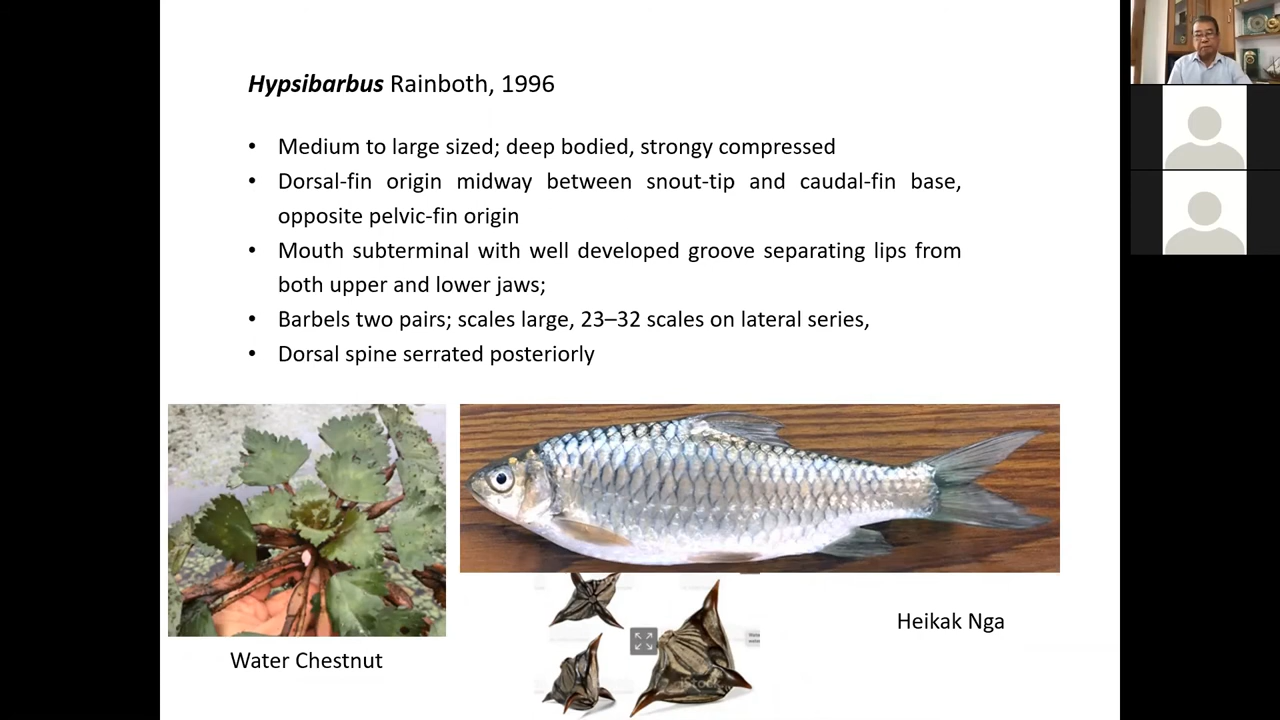 Hypsibarbus Rainboth, 1996
• Medium to large sized; deep bodied, strongy compressed
• Dorsal-fin origin midway between snout-tip and caudal-fin base,
opposite pelvic-fin origin
• Mouth subterminal with well developed groove separating lips from
both upper and lower jaws;
• Barbels two pairs; scales large, 23–32 scales on lateral series,
• Dorsal spine serrated posteriorly
Heikak Nga
Water Chestnut
iStock